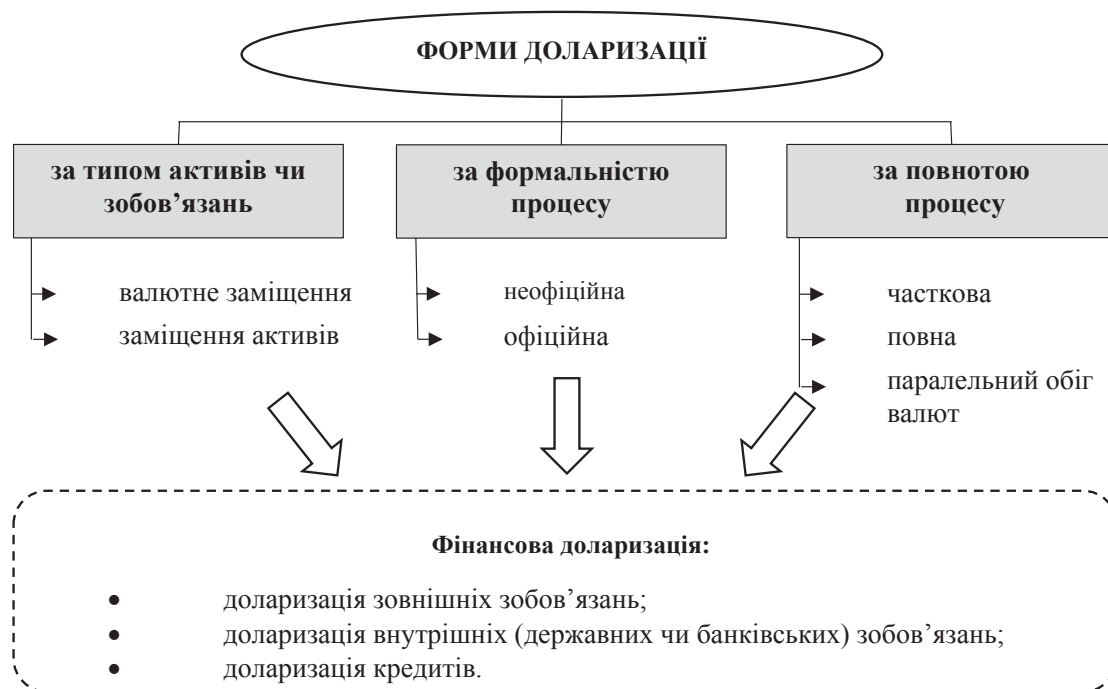 ФОРМИ ДОЛАРИЗАЦІЇ
за типом активів чи
зобов’язань
за формальністю
процесу
за повнотою
процесу
валютне заміщення
заміщення активів
неофіційна
офіційна
часткова
повна
паралельний обіг
валют
Фінансова доларизація:
• доларизація зовнішніх зобов’язань;
• доларизація внутрішніх (державних чи банківських) зобов’язань;
• доларизація кредитів.